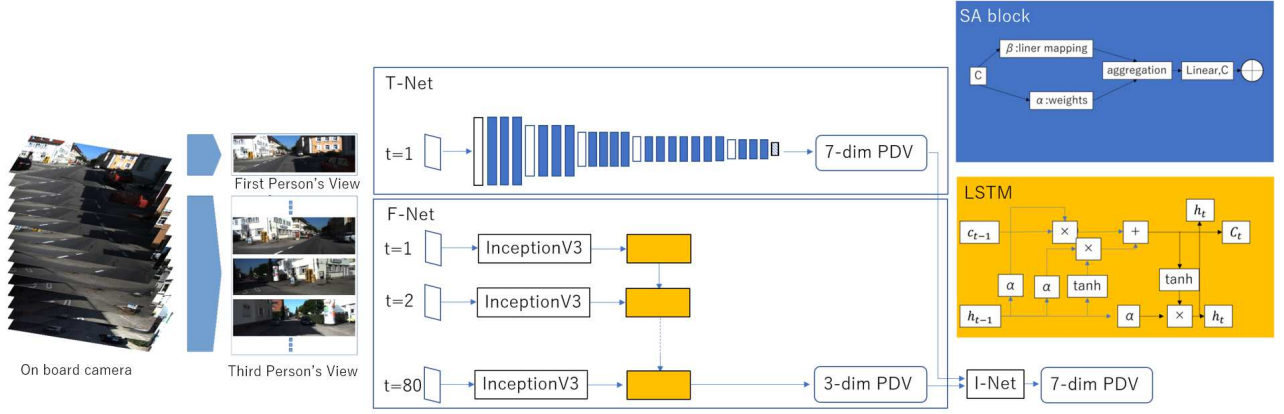 On board camera
First Person's View
Third Person's View
T-Net
t=1
7-dim PDV
F-Net
t=1
InceptionV3
t=2
InceptionV3
t=80
InceptionV3
3-dim PDV
I-Net
7-dim PDV
SA block
C
β:liner mapping
α:weights
aggregation
Linear,C
LSTM
h_t
c_{t−1}
×
+
C_t
×
α
α
tanh
tanh
h_{t−1}
α
×
h_t